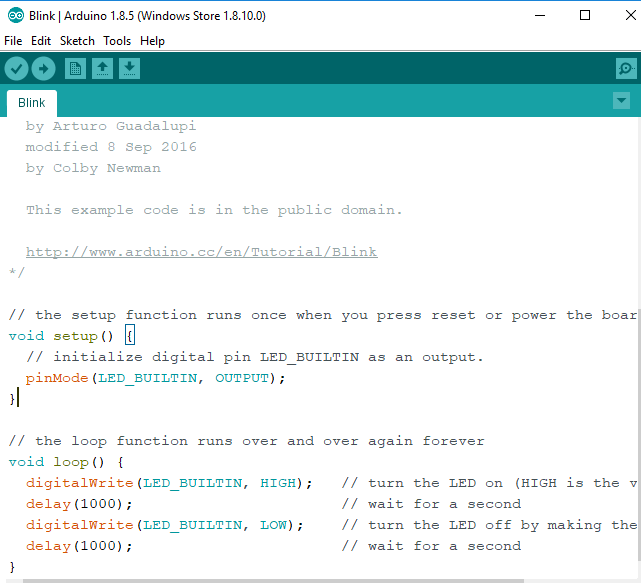 Blink | Arduino 1.8.5 (Windows Store 1.8.10.0)
File Edit Sketch Tools Help
Blink
by Arturo Guadalupi
modified 8 Sep 2016
by Colby Newman
This example code is in the public domain.
http://www.arduino.cc/en/Tutorial/Blink
*/
// the setup function runs once when you press reset or power the boar
void setup() {
// initialize digital pin LED_BUILTIN as an output.
pinMode(LED_BUILTIN, OUTPUT);
}
// the loop function runs over and over again forever
void loop() {
digitalWrite(LED_BUILTIN, HIGH);   // turn the LED on (HIGH is the v
delay(1000);                       // wait for a second
digitalWrite(LED_BUILTIN, LOW);    // turn the LED off by making the
delay(1000);                       // wait for a second
}